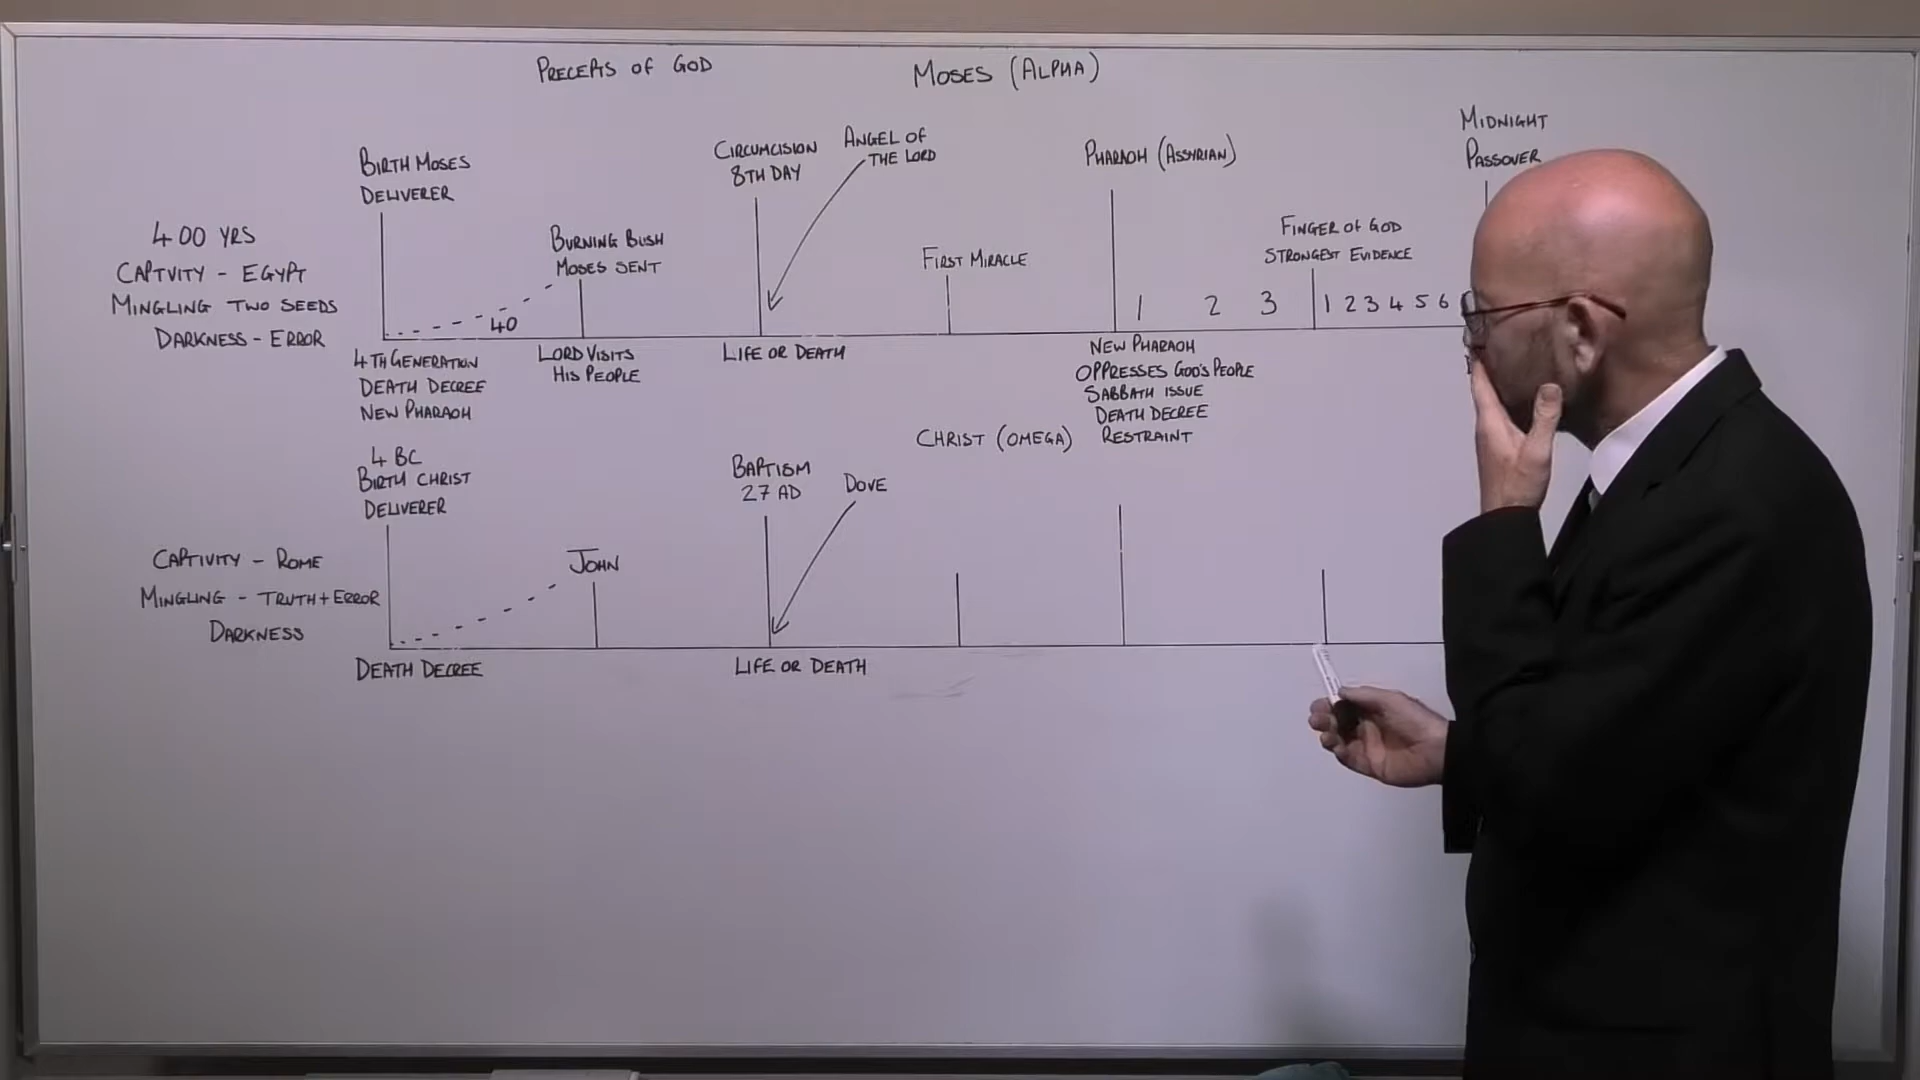 PRECEPTS OF GOD
MOSES (ALPHA)
400 YRS
CAPTVITY - EGYPT
MINGLING TWO SEEDS
DARKNESS - ERROR
BIRTH MOSES
DELIVERER
40
4TH GENERATION
DEATH DECREE
NEW PHARAOH
BURNING BUSH
MOSES SENT
LORD VISITS
HIS PEOPLE
CIRCUMCISION
8TH DAY
ANGEL OF
THE LORD
LIFE OR DEATH
FIRST MIRACLE
PHARAOH (ASSYRIAN)
1 2 3
NEW PHARAOH
OPPRESSES GOD'S PEOPLE
SABBATH ISSUE
DEATH DECREE
RESTRAINT
FINGER OF GOD
STRONGEST EVIDENCE
1 2 3 4 5 6
MIDNIGHT
PASSOVER
CHRIST (OMEGA)
4 BC
BIRTH CHRIST
DELIVERER
CAPTIVITY - ROME
MINGLING - TRUTH + ERROR
DARKNESS
DEATH DECREE
JOHN
BAPTISM
27 AD
DOVE
LIFE OR DEATH